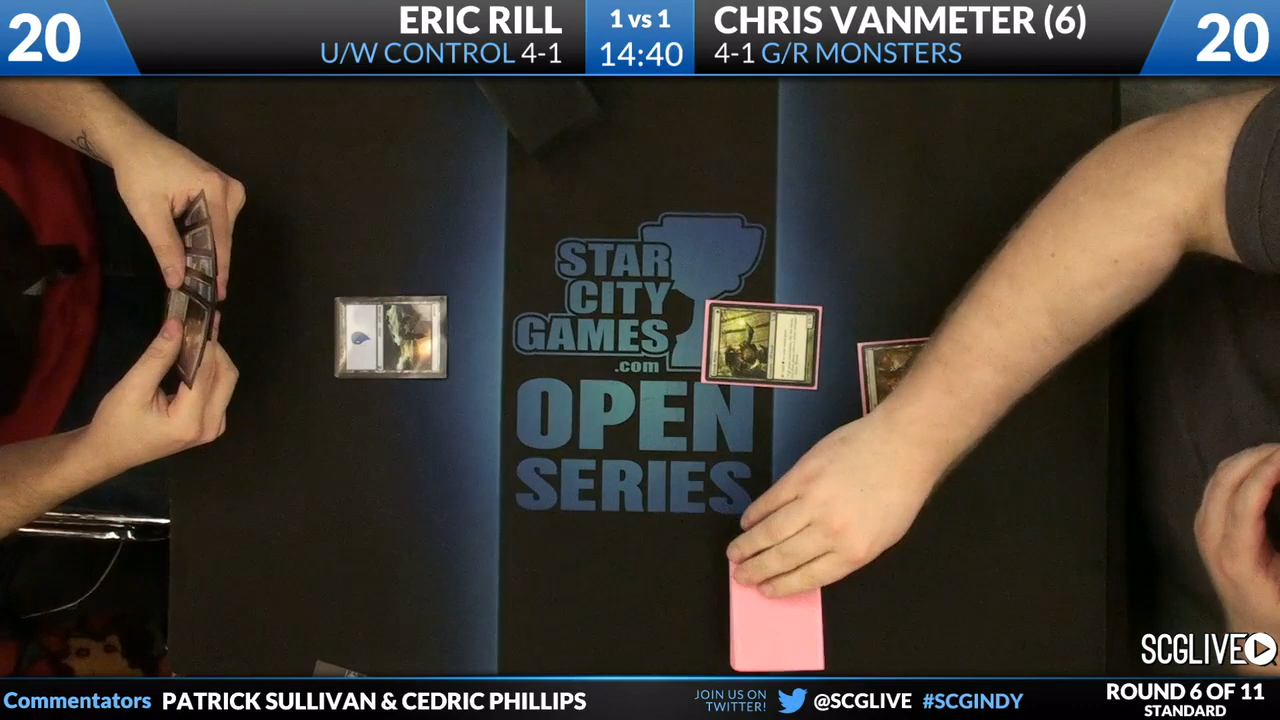 20
ERIC RILL
U/W CONTROL 4-1
1 vs 1
14:40
CHRIS VANMETER (6)
4-1 G/R MONSTERS
20
STAR
CITY
GAMES
.com
OPEN
SERIES
SCGLIVE
Commentators PATRICK SULLIVAN & CEDRIC PHILLIPS
JOIN US ON
TWITTER!
@SCGLIVE #SCGINDY
ROUND 6 OF 11
STANDARD